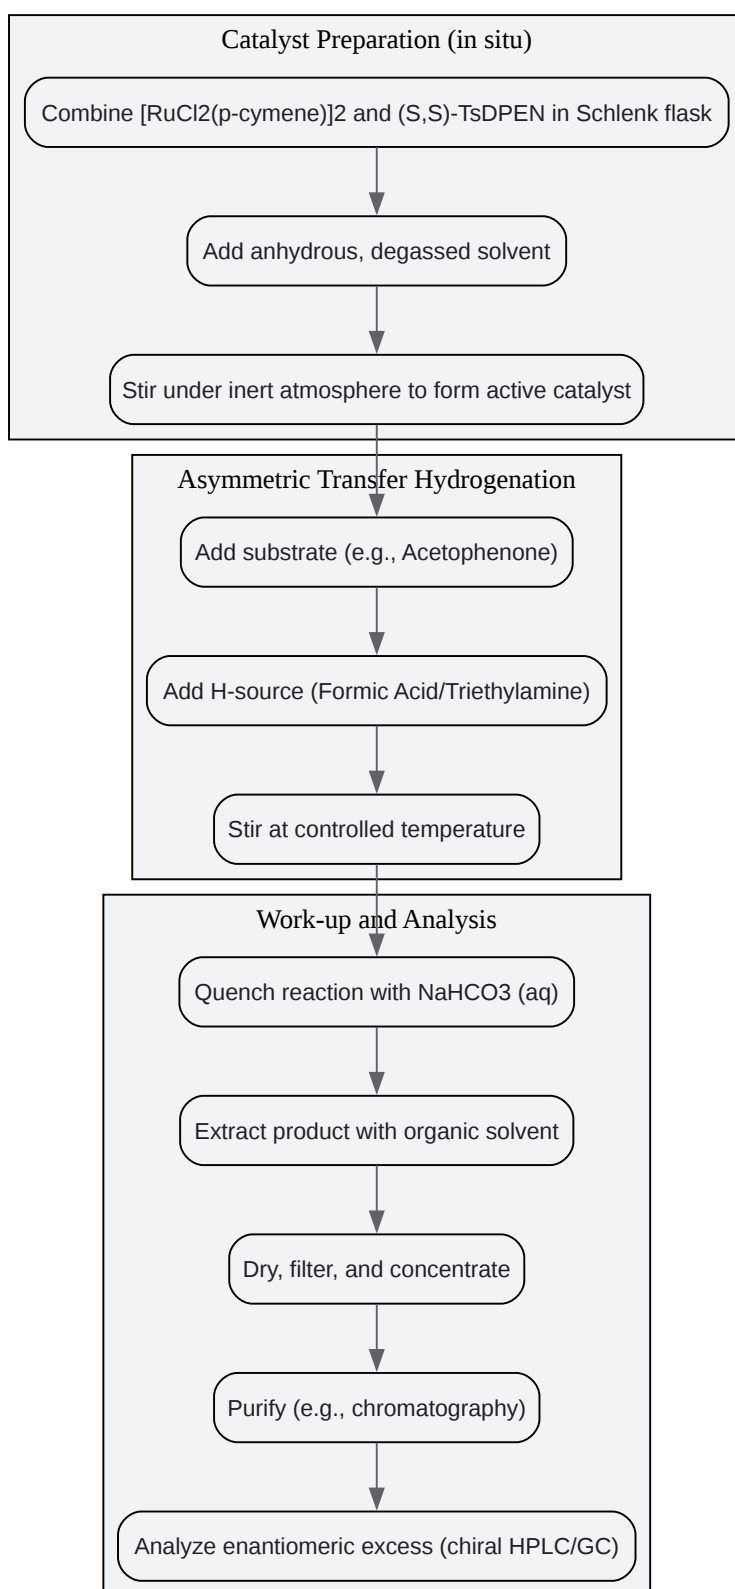 Catalyst Preparation (in situ)
Combine [RuCl2(p-cymene)]2 and (S,S)-TsDPEN in Schlenk flask
Add anhydrous, degassed solvent
Stir under inert atmosphere to form active catalyst
Asymmetric Transfer Hydrogenation
Add substrate (e.g., Acetophenone)
Add H-source (Formic Acid/Triethylamine)
Stir at controlled temperature
Work-up and Analysis
Quench reaction with NaHCO3 (aq)
Extract product with organic solvent
Dry, filter, and concentrate
Purify (e.g., chromatography)
Analyze enantiomeric excess (chiral HPLC/GC)